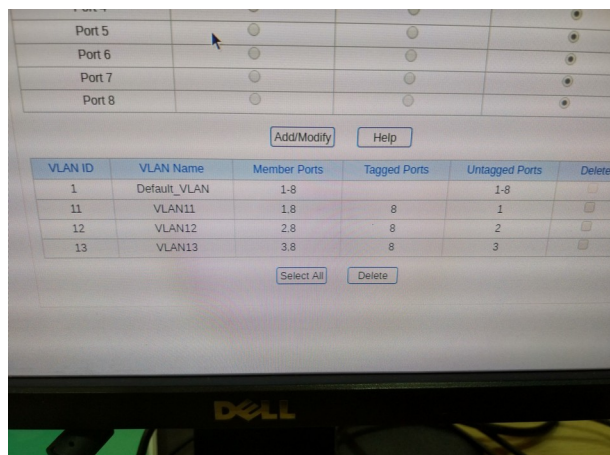 Port 5
Port 6
Port 7
Port 8
Add/Modify Help
VLAN ID VLAN Name Member Ports Tagged Ports Untagged Ports Delete
1 Default_VLAN 1-8 1-8
11 VLAN11 1,8 8 1
12 VLAN12 2,8 8 2
13 VLAN13 3,8 8 3
Select All Delete
DELL